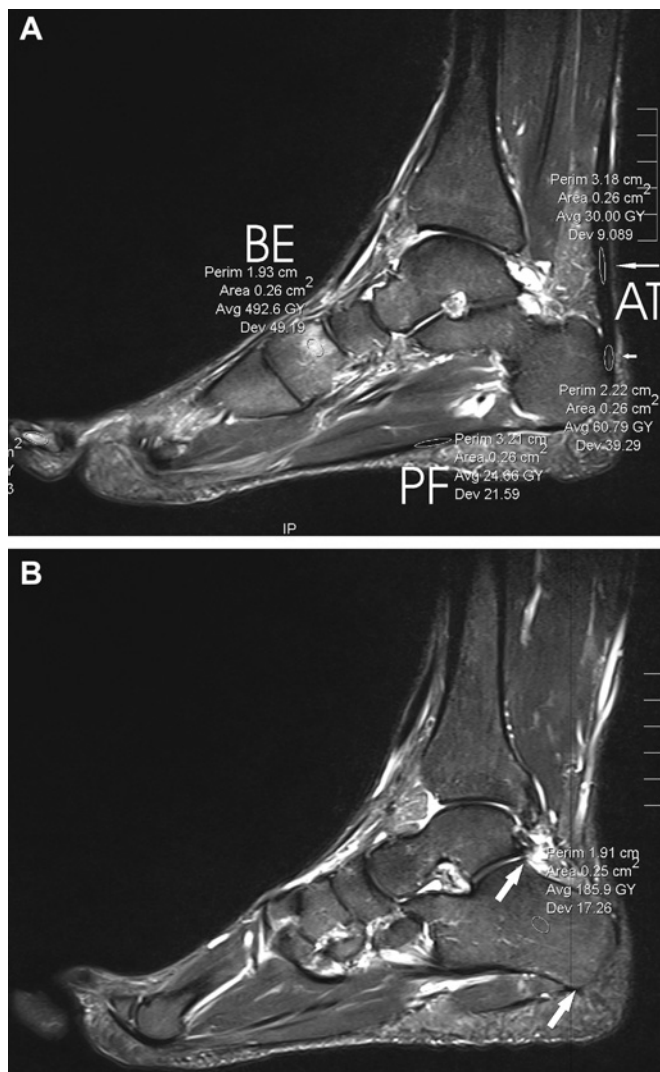 A
Perim 3.18 cm
Area 0.26 cm2
Avg 30.00 GY
Dev 9.089
BE
Perim 1.93 cm
Area 0.26 cm2
Avg 492.6 GY
Dev 49.19
AT
Perim 2.22 cm
Area 0.26 cm2
Avg 60.79 GY
Dev 39.29
Perim 3.21 cm
Area 0.26 cm2
Avg 24.66 GY
Dev 21.59
PF
2
Y
3
IP
B
Perim 1.91 cm
Area 0.25 cm2
Avg 185.9 GY
Dev 17.26